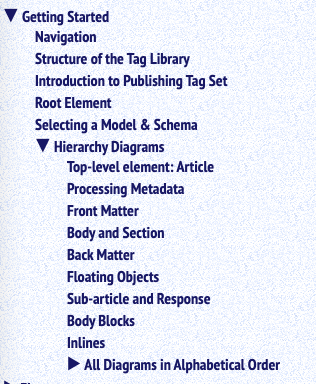 Getting Started
Navigation
Structure of the Tag Library
Introduction to Publishing Tag Set
Root Element
Selecting a Model & Schema
Hierarchy Diagrams
Top-level element: Article
Processing Metadata
Front Matter
Body and Section
Back Matter
Floating Objects
Sub-article and Response
Body Blocks
Inlines
All Diagrams in Alphabetical Order